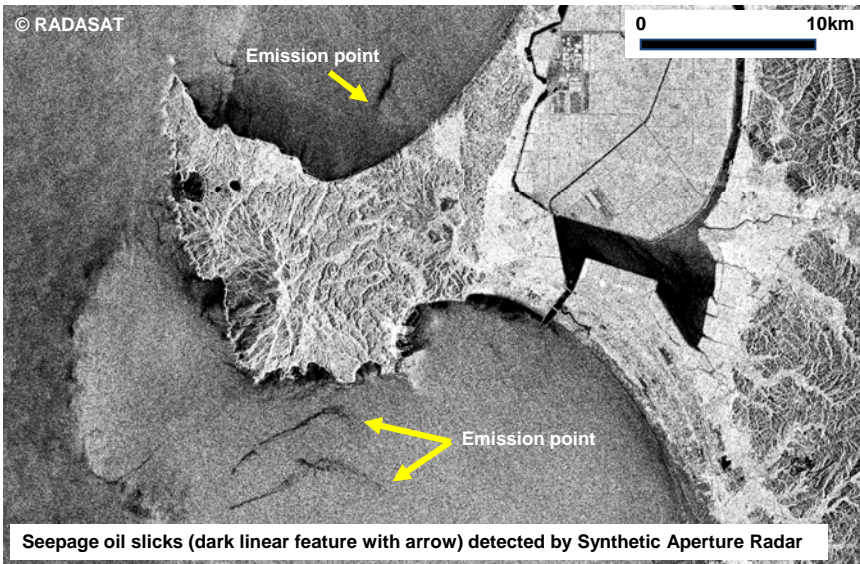 © RADASAT
0 10km
Emission point
Emission point
Seepage oil slicks (dark linear feature with arrow) detected by Synthetic Aperture Radar